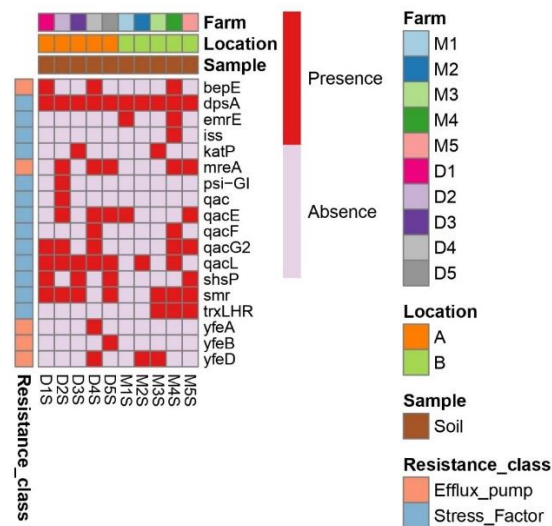 Farm
Location
Sample
bepE
dpsA
emrE
iss
katP
mreA
psi-GI
qac
qacE
qacF
qacG2
qacL
shsP
smr
trxLHR
yfeA
yfeB
yfeD
Resistance_class
D1S
D2S
D3S
D4S
D5S
M1S
M2S
M3S
M4S
M5S
Presence
Absence
Farm
M1
M2
M3
M4
M5
D1
D2
D3
D4
D5
Location
A
B
Sample
Soil
Resistance_class
Efflux_pump
Stress_Factor